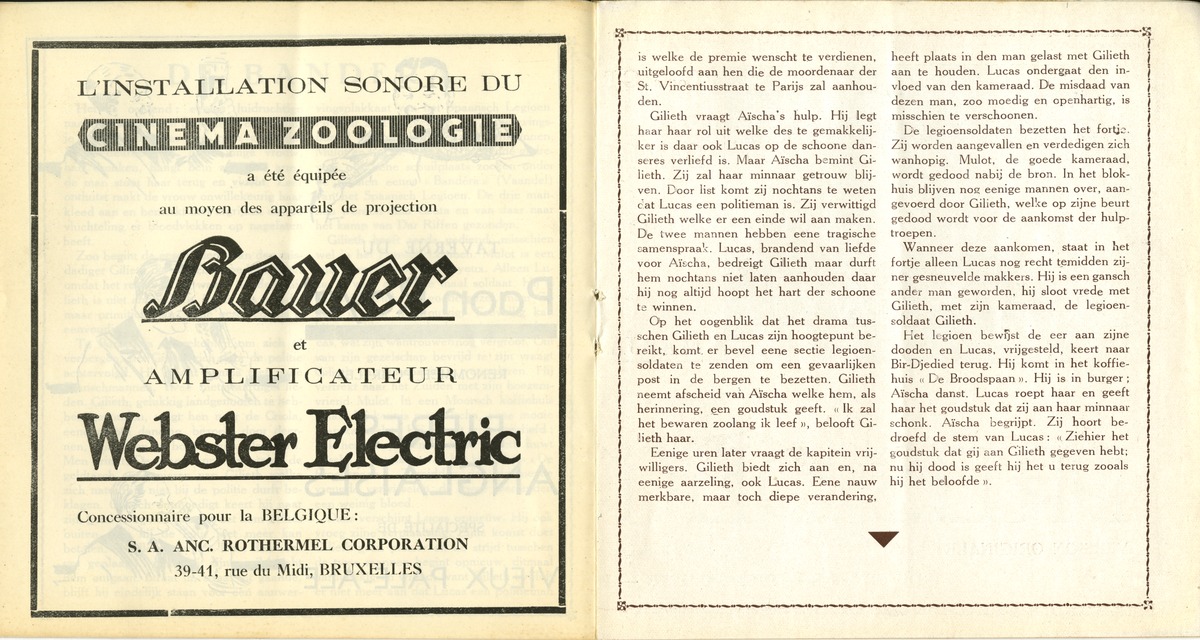 L'INSTALLATION SONORE DU
CINEMA ZOOLOGIE
a été équipée
au moyen des appareils de projection
Bauer
et
AMPLIFICATEUR
Webster Electric
Concessionnaire pour la BELGIQUE :
S. A. ANC. ROTHERMEL CORPORATION
39-41, rue du Midi, BRUXELLES
is welke de premie wenscht te verdienen,
uitgeloofd aan hen die de moordenaar der
St. Vincentiusstraat te Parijs zal aanhou-
den.
Gilieth vraagt Aïscha's hulp. Hij legt
haar haar rol uit welke des te gemakkelij-
ker is daar ook Lucas op de schoone dan-
seres verliefd is. Maar Aïscha bemint Gi-
lieth. Zij zal haar minnaar getrouw blij-
ven. Door list komt zij nochtans te weten
dat Lucas een politieman is. Zij verwittigd
Gilieth welke er een einde wil aan maken.
De twee mannen hebben eene tragische
samenspraak. Lucas, brandend van liefde
voor Aïscha, bedreigt Gilieth maar durft
hem nochtans niet laten aanhouden daar
hij nog altijd hoopt het hart der schoone
te winnen.
Op het oogenblik dat het drama tus-
schen Gilieth en Lucas zijn hoogtepunt be-
reikt, komt er bevel eene sectie legioen-
soldaten te zenden om een gevaarlijken
post in de bergen te bezetten. Gilieth
neemt afscheid van Aïscha welke hem, als
herinnering, een goudstuk geeft. « Ik zal
het bewaren zoolang ik leef », belooft Gi-
lieth haar.
Eenige uren later vraagt de kapitein vrij-
willigers. Gilieth biedt zich aan en, na
eenige aarzeling, ook Lucas. Eene nauw
merkbare, maar toch diepe verandering,
heeft plaats in den man gelast met Gilieth
aan te houden. Lucas ondergaat den in-
vloed van den kameraad. De misdaad van
dezen man, zoo moedig en openhartig, is
misschien te verschoonen.
De legioensoldaten bezetten het fortje.
Zij worden aangevallen en verdedigen zich
wanhopig. Mulot, de goede kameraad,
wordt gedood nabij de bron. In het blok-
huis blijven nog eenige mannen over, aan-
gevoerd door Gilieth, welke op zijne beurt
gedood wordt voor de aankomst der hulp-
troepen.
Wanneer deze aankomen, staat in het
fortje alleen Lucas nog recht temidden zij-
ner gesneuvelde makkers. Hij is een gansch
ander man geworden, hij sloot vrede met
Gilieth, met zijn kameraad, de legioen-
soldaat Gilieth.
Het legioen bewijst de eer aan zijne
dooden en Lucas, vrijgesteld, keert naar
Bir-Djedied terug. Hij komt in het koffie-
huis « De Broodspaan ». Hij is in burger ;
Aïscha danst. Lucas roept haar en geeft
haar het goudstuk dat zij aan haar minnaar
schonk. Aïscha begrijpt. Zij hoort be-
droefd de stem van Lucas : « Ziehier het
goudstuk dat gij aan Gilieth gegeven hebt;
nu hij dood is geeft hij het u terug zooals
hij het beloofde ».